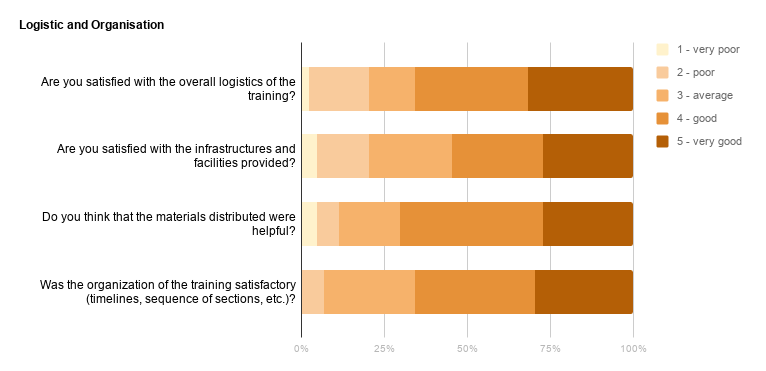 Logistic and Organisation
1 - very poor
2 - poor
3 - average
4 - good
5 - very good
Are you satisfied with the overall logistics of the
training?
Are you satisfied with the infrastructures and
facilities provided?
Do you think that the materials distributed were
helpful?
Was the organization of the training satisfactory
(timelines, sequence of sections, etc.)?
0%
25%
50%
75%
100%